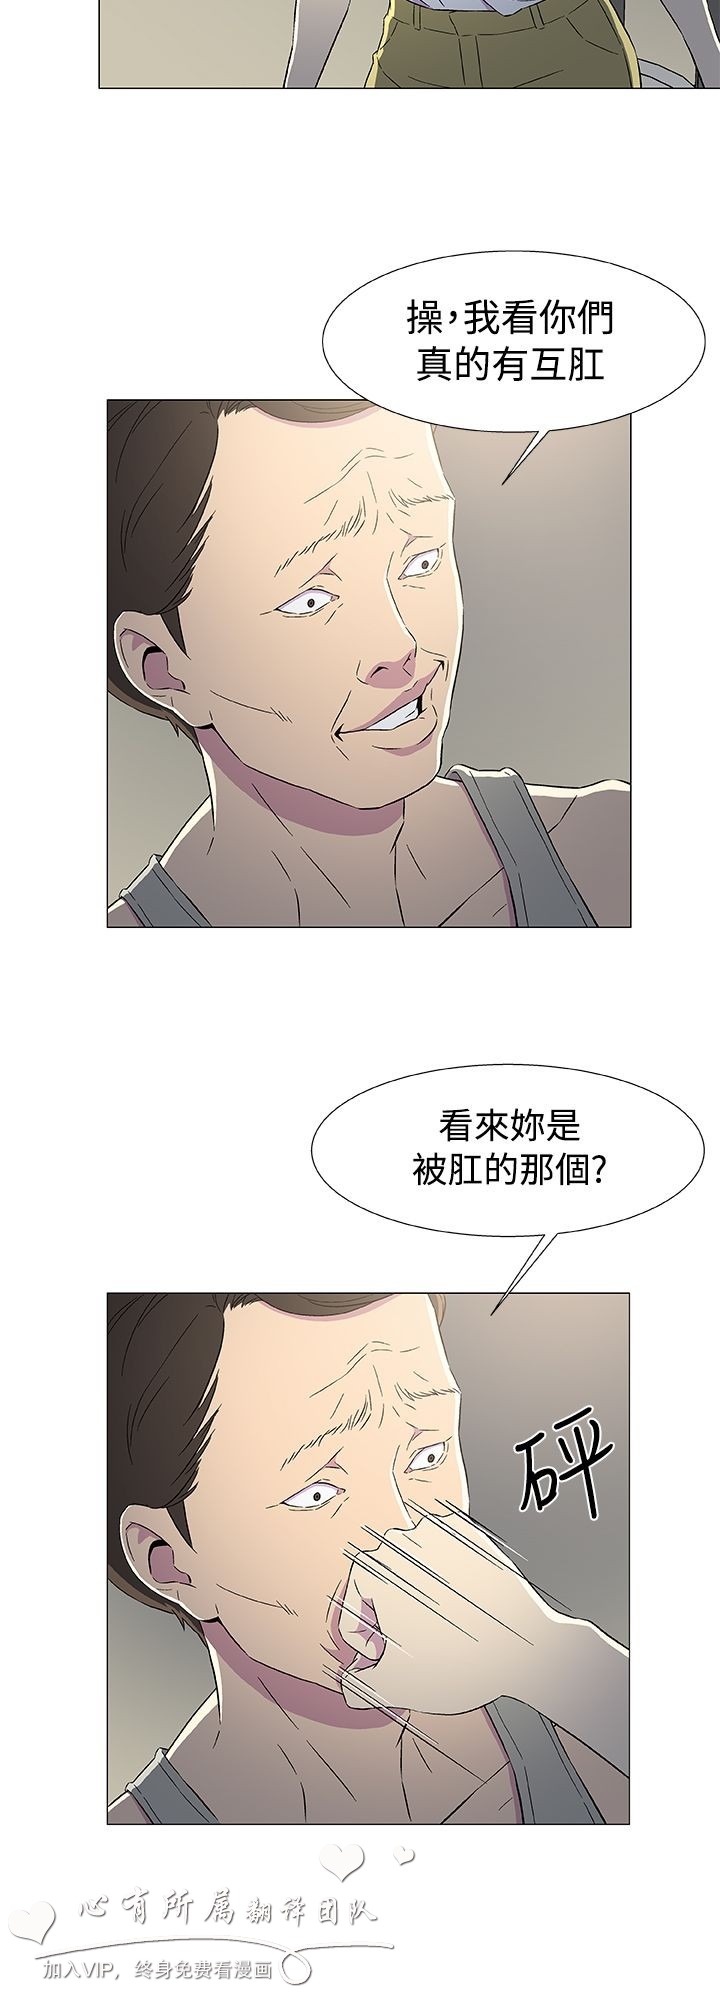 操，我看你們
真的有互肛
看來妳是
被肛的那個?
砰
心有所属翻译团队
加入VIP，终身免费看漫画